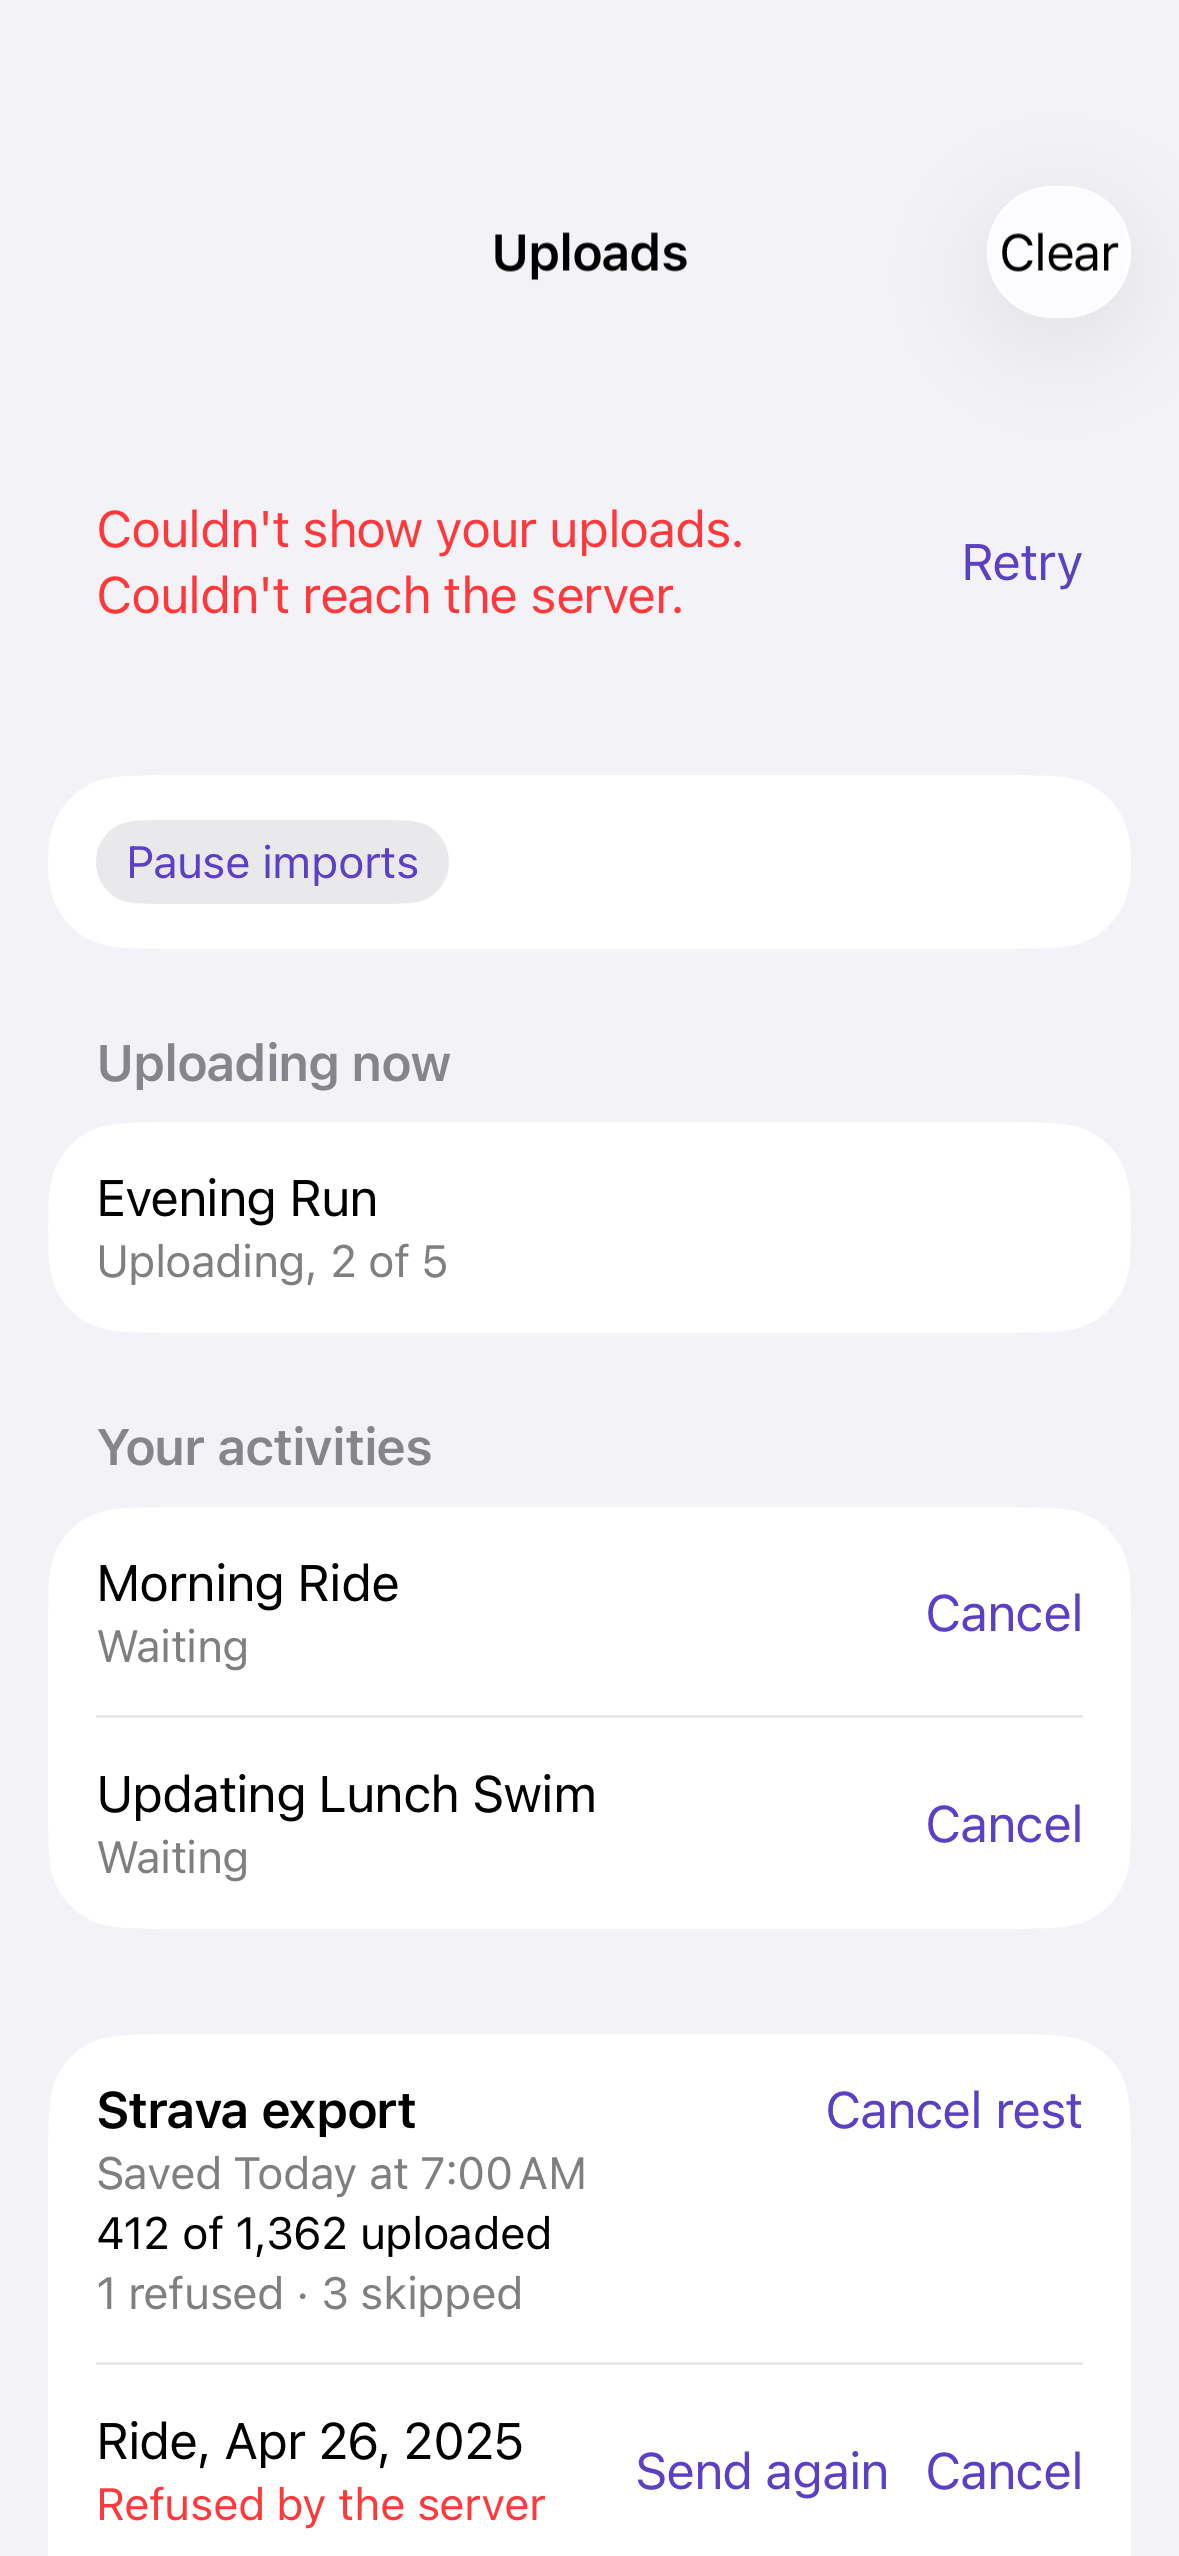 Uploads
Clear
Couldn't show your uploads.
Couldn't reach the server.
Retry
Pause imports
Uploading now
Evening Run
Uploading, 2 of 5
Your activities
Morning Ride
Waiting
Cancel
Updating Lunch Swim
Waiting
Cancel
Strava export
Cancel rest
Saved Today at 7:00 AM
412 of 1,362 uploaded
1 refused · 3 skipped
Ride, Apr 26, 2025
Refused by the server
Send again
Cancel